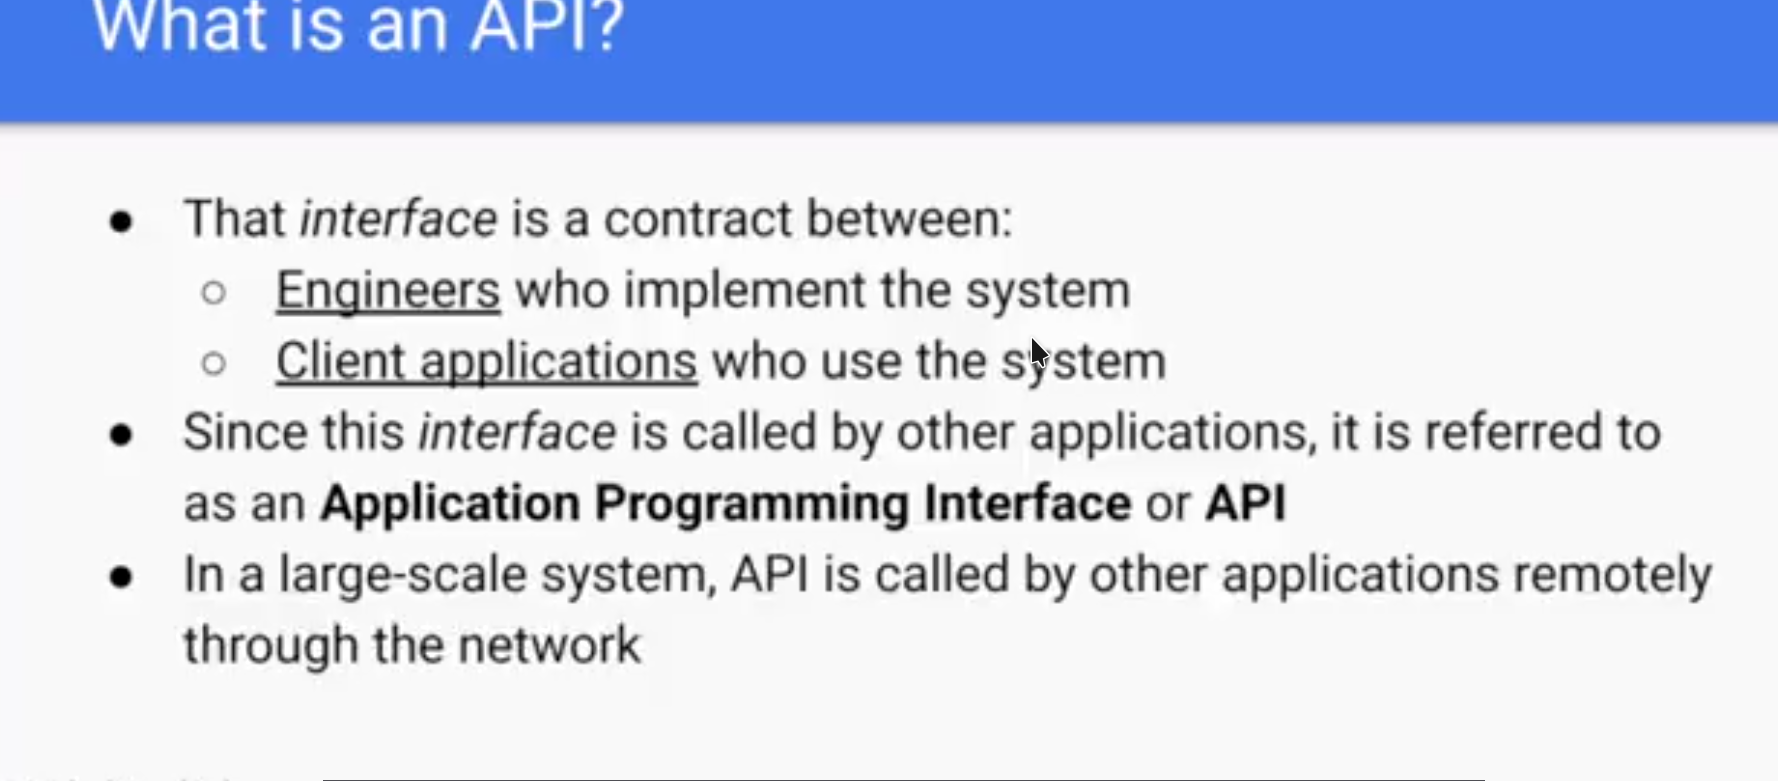 What is an API?
● That interface is a contract between:
○ Engineers who implement the system
○ Client applications who use the system
● Since this interface is called by other applications, it is referred to
as an Application Programming Interface or API
● In a large-scale system, API is called by other applications remotely
through the network